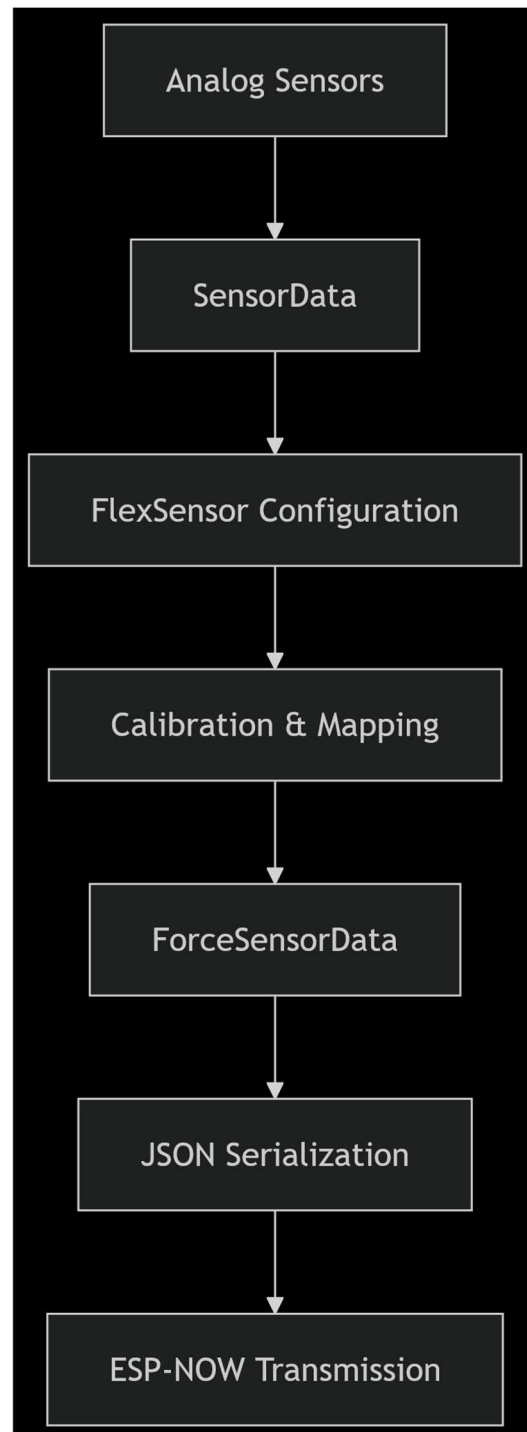 Analog Sensors
SensorData
FlexSensor Configuration
Calibration & Mapping
ForceSensorData
JSON Serialization
ESP-NOW Transmission